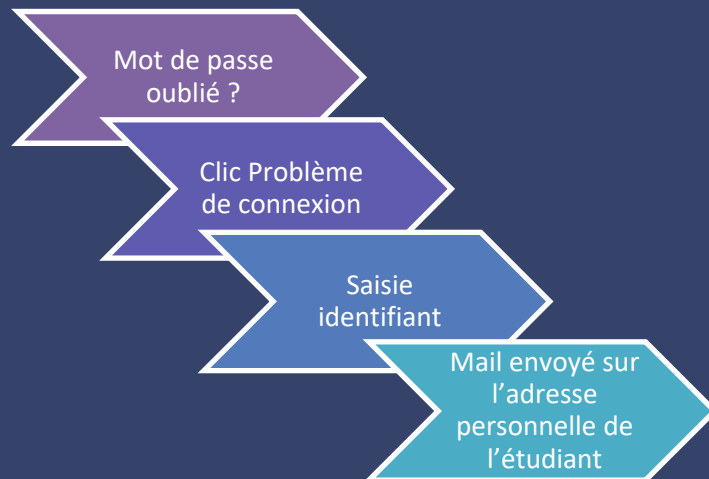 Mot de passe
oublié ?
Clic Problème
de connexion
Saisie
identifiant
Mail envoyé sur
l’adresse
personnelle de
l’étudiant